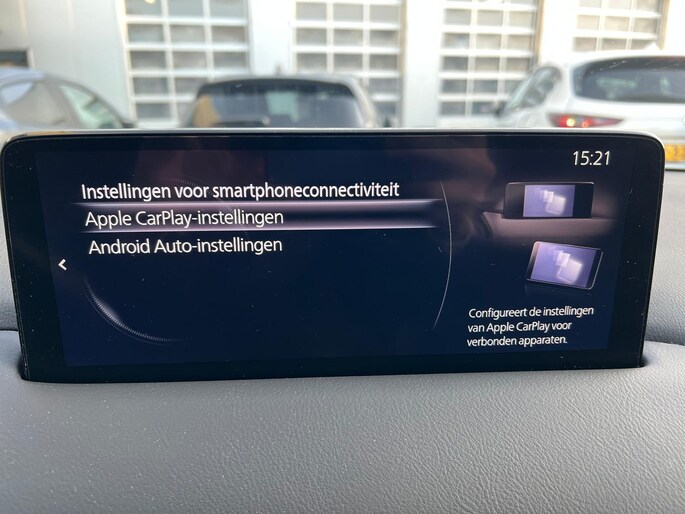 15:21
Instellingen voor smartphoneconnectiviteit
Apple CarPlay-instellingen
Android Auto-instellingen
Configureert de instellingen
van Apple CarPlay voor
verbonden apparaten.